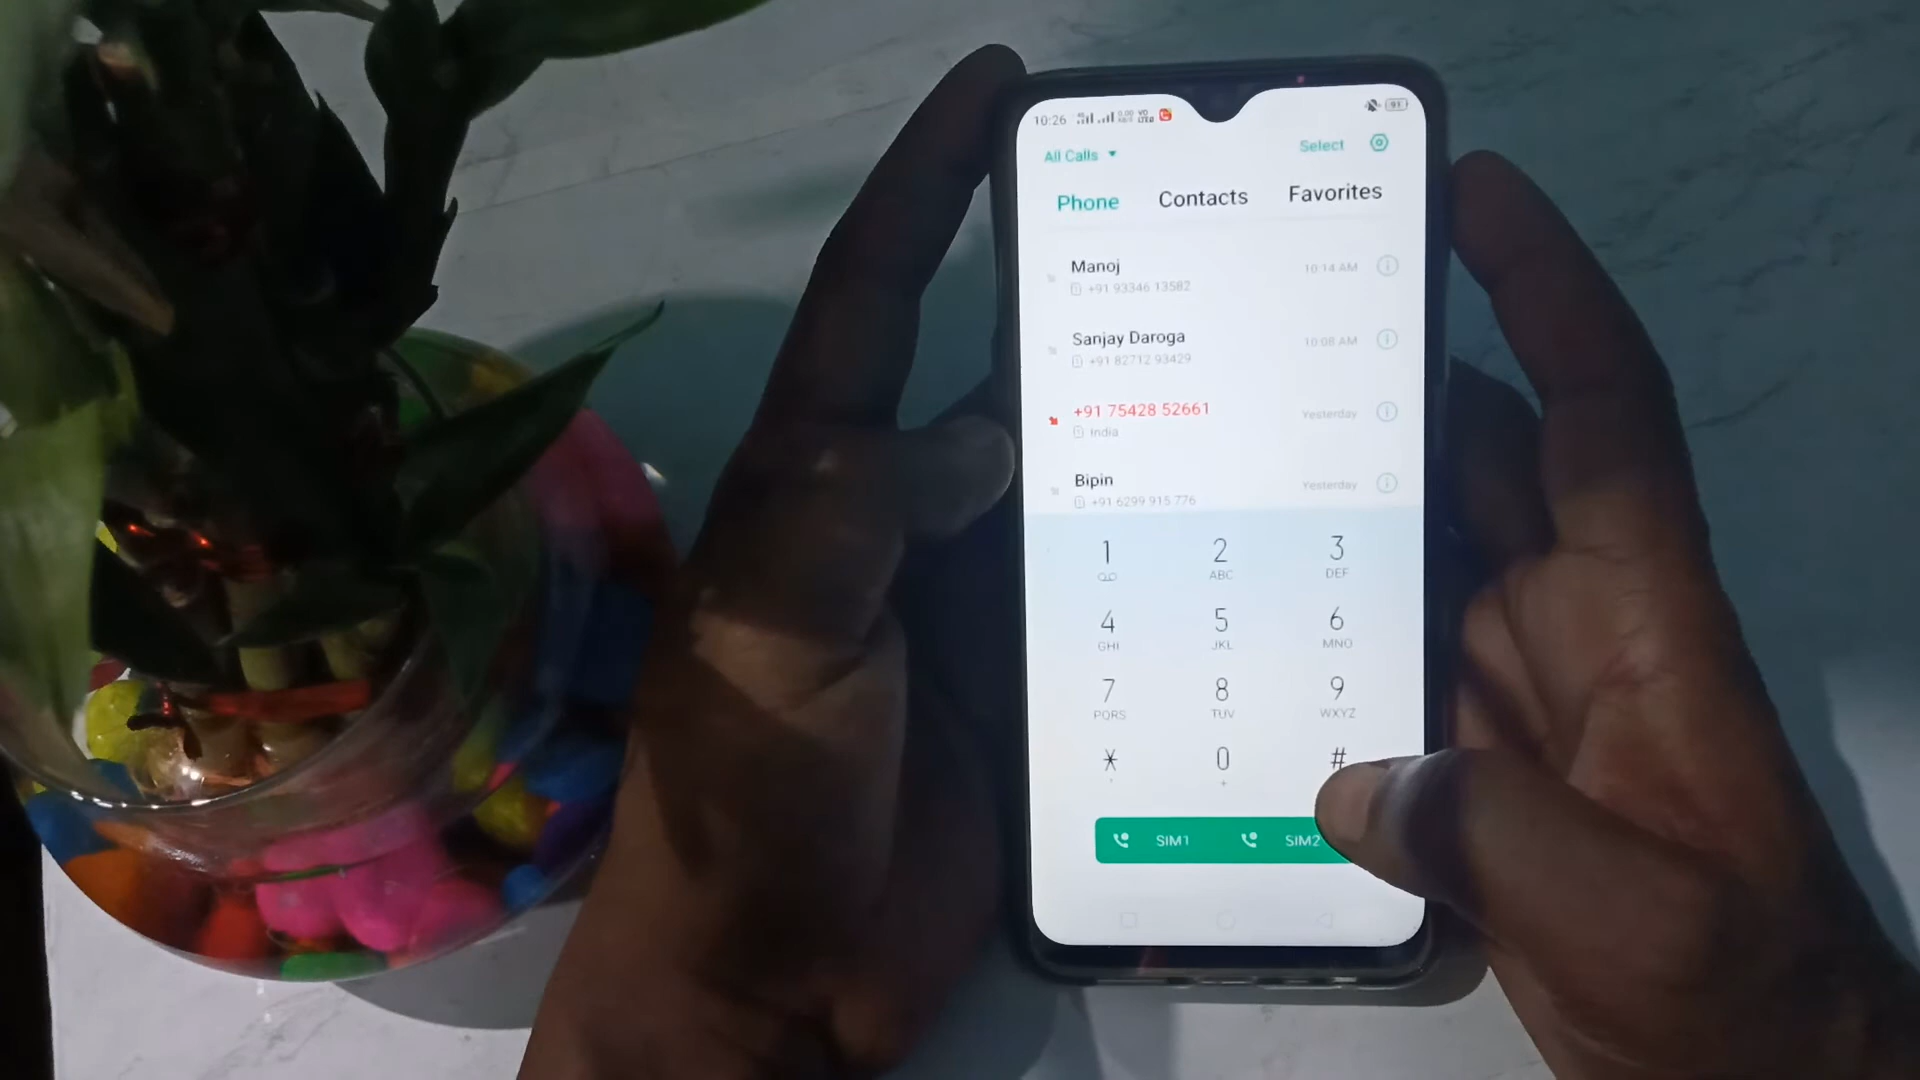 10:26
91
All Calls
Select
Phone Contacts Favorites
Manoj
10:14 AM
+91 93346 13582
Sanjay Daroga
10:08 AM
+91 82712 93429
+91 75428 52661
Yesterday
India
Bipin
Yesterday
+91 6299 915 776
1 2 3
ABC DEF
4 5 6
GHI JKL MNO
7 8 9
PQRS TUV WXYZ
* 0 #
+
SIM1 SIM2